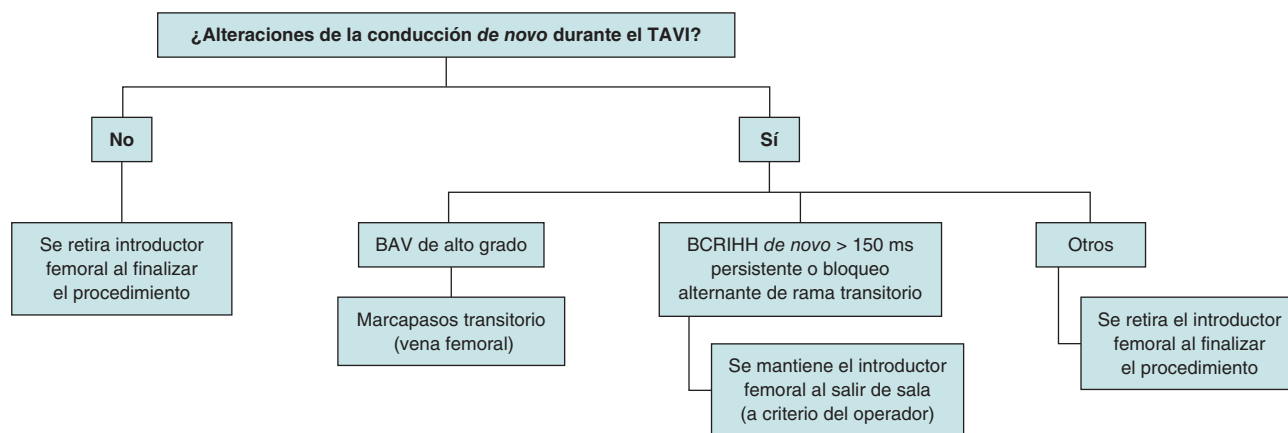 ¿Alteraciones de la conducción de novo durante el TAVI?
No
Sí
Se retira introductor
femoral al finalizar
el procedimiento
BAV de alto grado
Marcapasos transitorio
(vena femoral)
BCRIHH de novo > 150 ms
persistente o bloqueo
alternante de rama transitorio
Se mantiene el introductor
femoral al salir de sala
(a criterio del operador)
Otros
Se retira el introductor
femoral al finalizar
el procedimiento